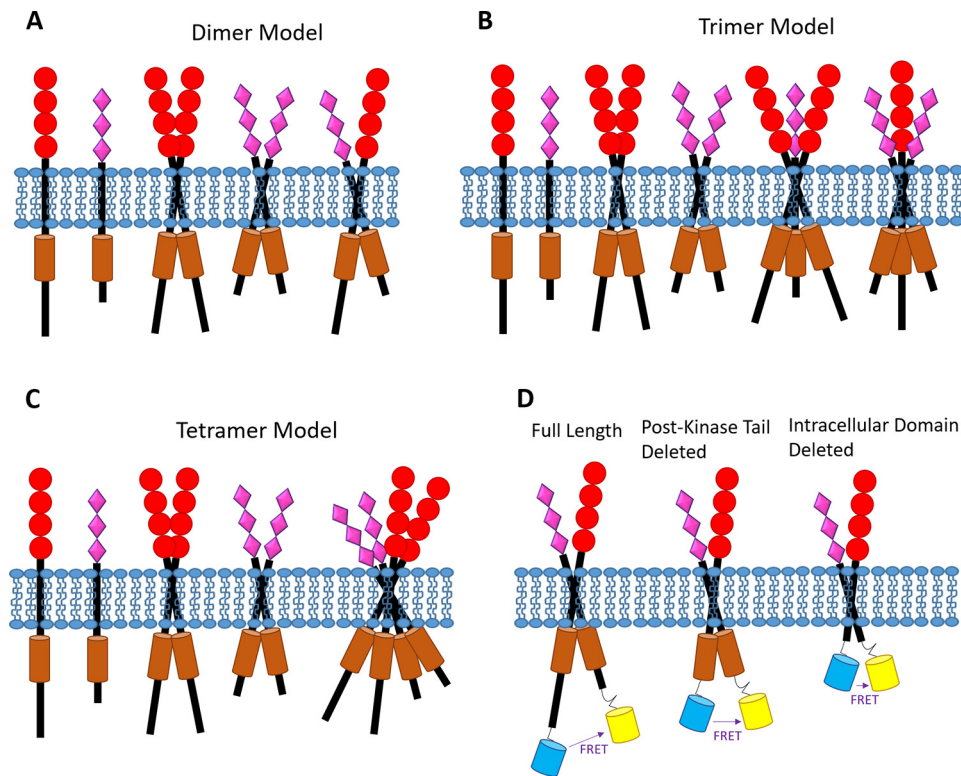 A
Dimer Model
B
Trimer Model
C
Tetramer Model
D
Full Length
Post-Kinase Tail
Deleted
Intracellular Domain
Deleted
FRET
FRET
FRET